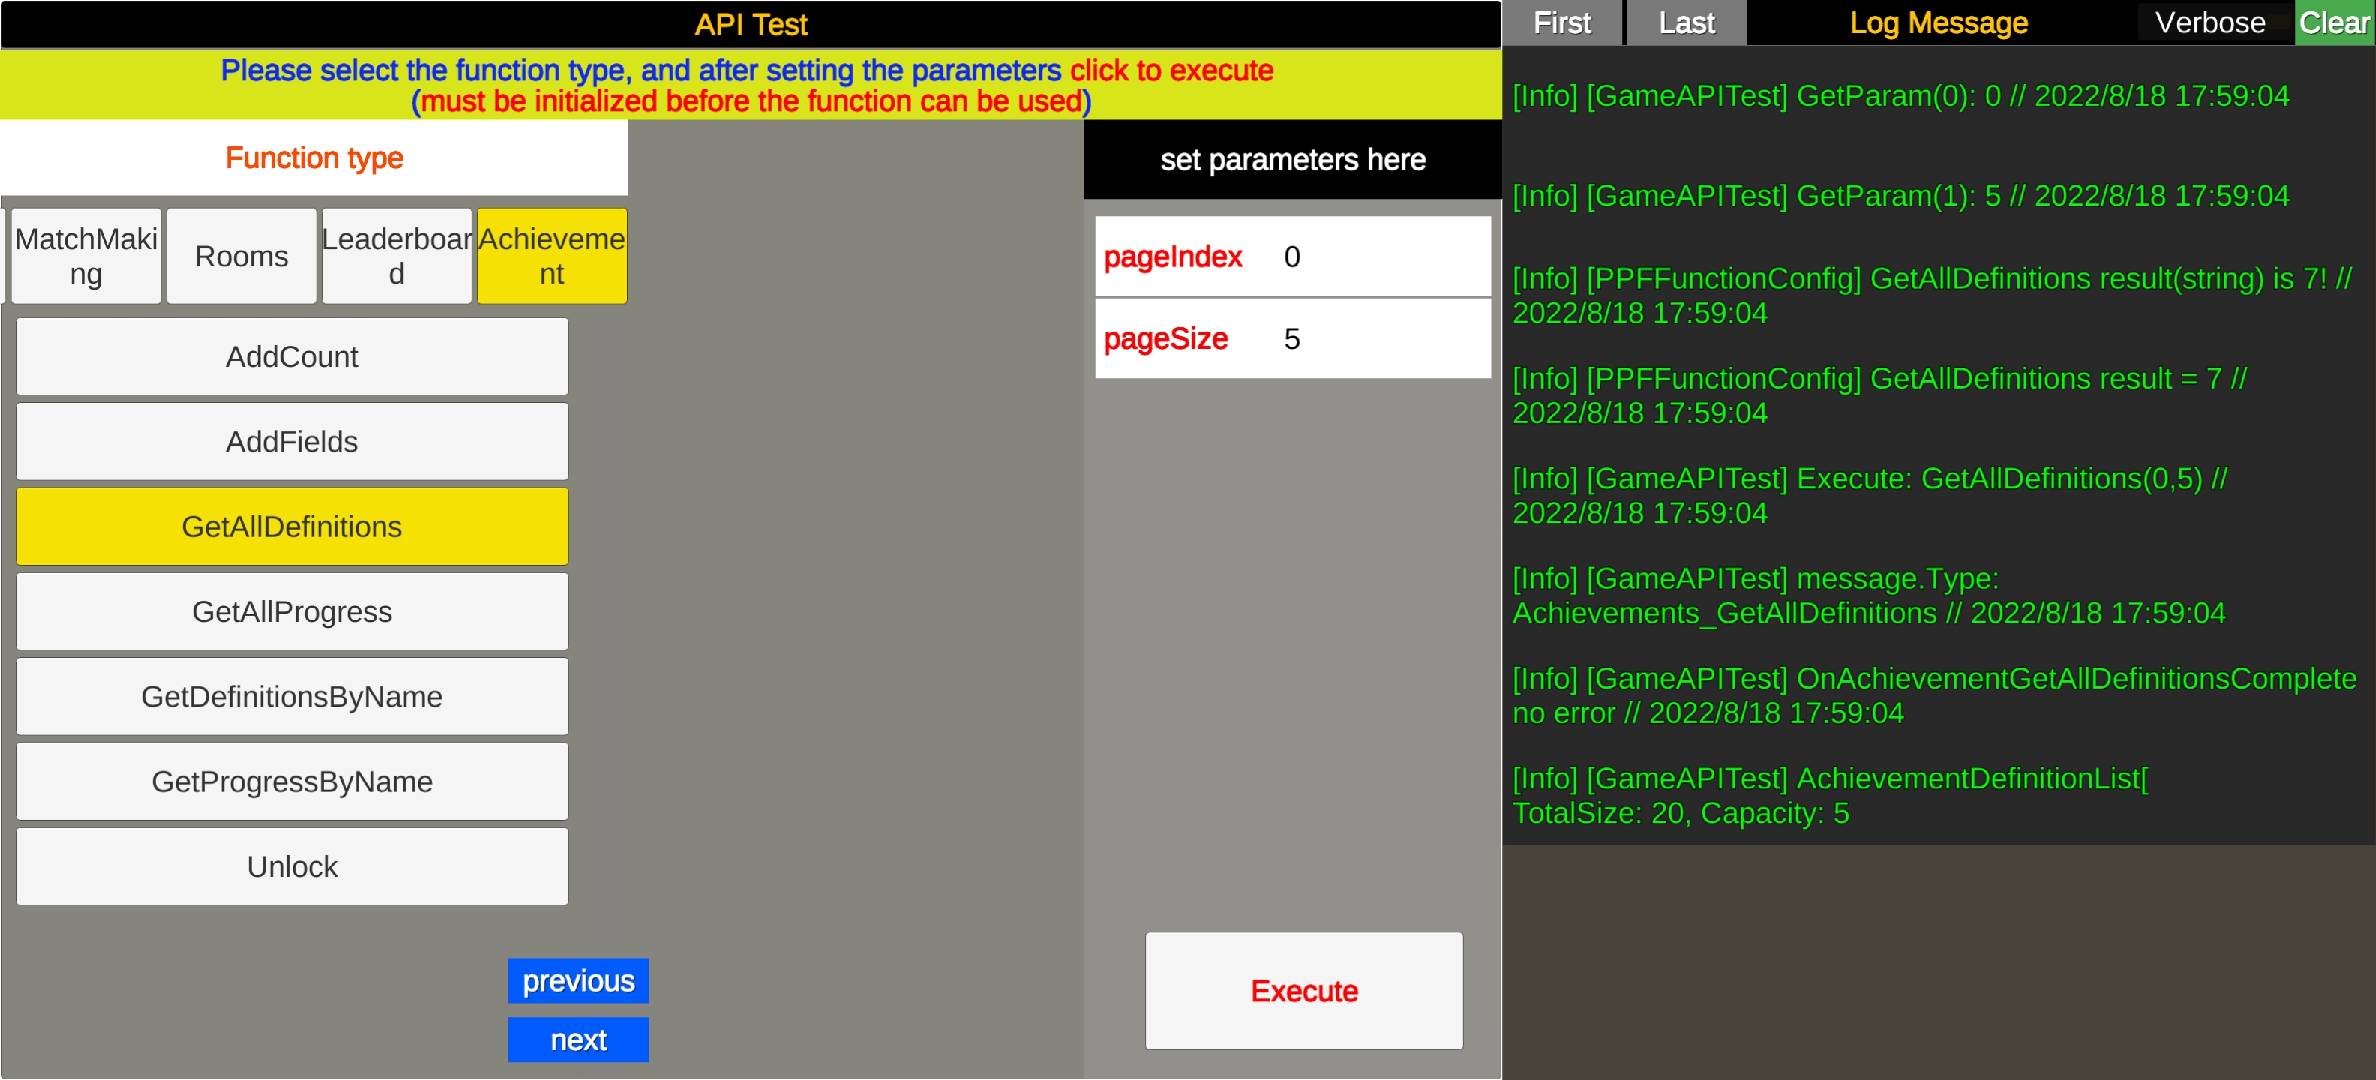 API Test
Please select the function type, and after setting the parameters click to execute
(must be initialized before the function can be used)
Function type
MatchMaki
ng
Rooms
Leaderboar
d
Achieveme
nt
AddCount
AddFields
GetAllDefinitions
GetAllProgress
GetDefinitionsByName
GetProgressByName
Unlock
previous
next
set parameters here
pageIndex 0
pageSize 5
Execute
First Last Log Message Verbose Clear
[Info] [GameAPITest] GetParam(0): 0 // 2022/8/18 17:59:04
[Info] [GameAPITest] GetParam(1): 5 // 2022/8/18 17:59:04
[Info] [PPFFunctionConfig] GetAllDefinitions result(string) is 7! //
2022/8/18 17:59:04
[Info] [PPFFunctionConfig] GetAllDefinitions result = 7 //
2022/8/18 17:59:04
[Info] [GameAPITest] Execute: GetAllDefinitions(0,5) //
2022/8/18 17:59:04
[Info] [GameAPITest] message.Type:
Achievements_GetAllDefinitions // 2022/8/18 17:59:04
[Info] [GameAPITest] OnAchievementGetAllDefinitionsComplete
no error // 2022/8/18 17:59:04
[Info] [GameAPITest] AchievementDefinitionList[
TotalSize: 20, Capacity: 5